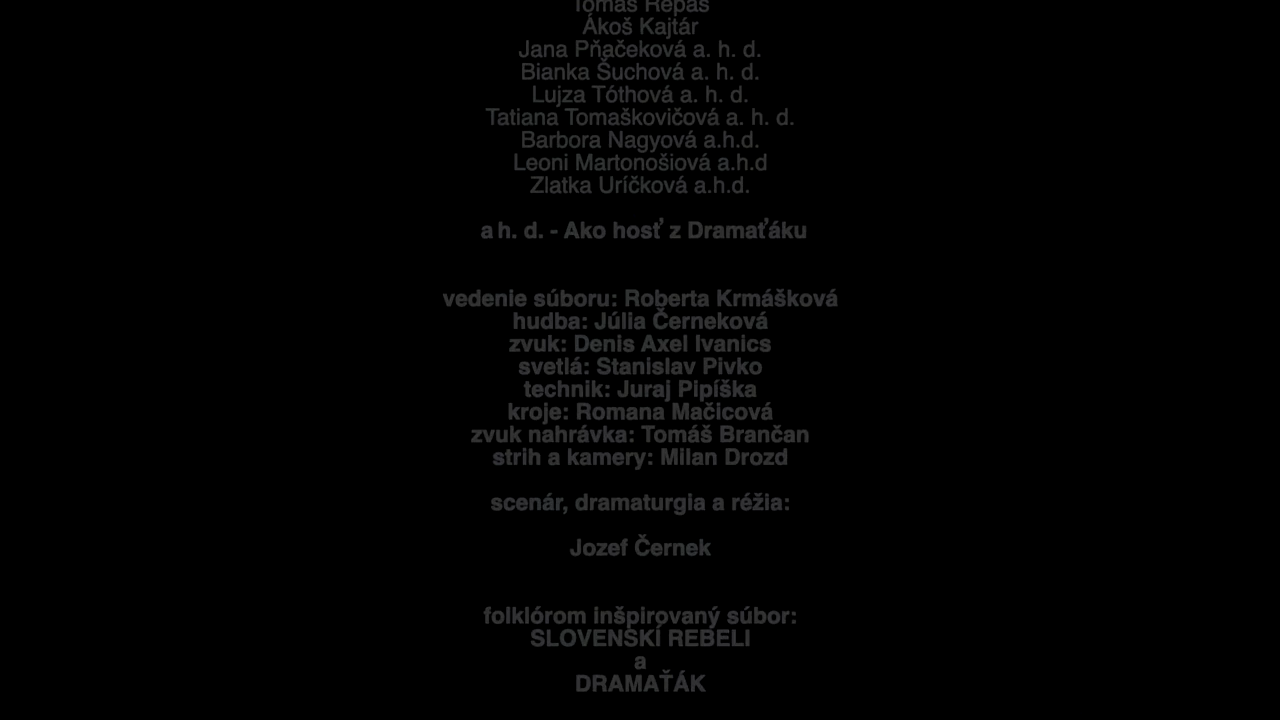 Tomáš Repáš
Ákoš Kajtár
Jana Pňačeková a. h. d.
Bianka Šuchová a. h. d.
Lujza Tóthová a. h. d.
Tatiana Tomaškovičová a. h. d.
Barbora Nagyová a.h.d.
Leoni Martonošiová a.h.d
Zlatka Uríčková a.h.d.
a h. d. - Ako hosť z Dramaťáku
vedenie súboru: Roberta Krmášková
hudba: Júlia Černeková
zvuk: Denis Axel Ivanics
svetlá: Stanislav Pivko
technik: Juraj Pipíška
kroje: Romana Mačicová
zvuk nahrávka: Tomáš Brančan
strih a kamery: Milan Drozd
scenár, dramaturgia a réžia:
Jozef Černek
folklórom inšpirovaný súbor:
SLOVENSKÍ REBELI
a
DRAMAŤÁK